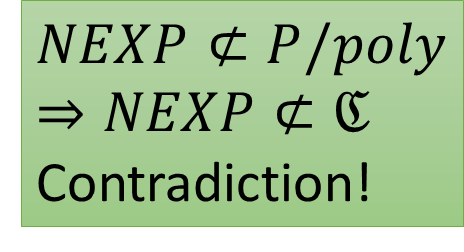 NEXP ⊄ P/poly
⇒ NEXP ⊄ ℭ
Contradiction!